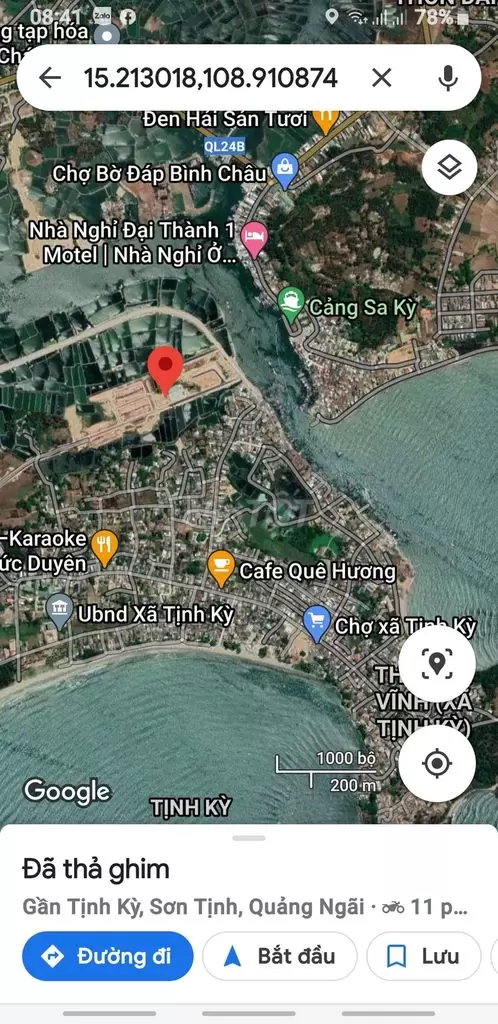 08:41 Zalo 78%
g tạp hóa
15.213018,108.910874
Đen Hải Sản Tươi
QL24B
Chợ Bờ Đáp Bình Châu
Nhà Nghỉ Đại Thành 1
Motel | Nhà Nghỉ Ở...
Cảng Sa Kỳ
-Karaoke
ức Duyên
Cafe Quê Hương
Ubnd Xã Tịnh Kỳ
Chợ xã Tịnh Kỳ
VĨNH (XÃ
TỊNH KỲ)
1000 bộ
200 m
Google
TỊNH KỲ
Đã thả ghim
Gần Tịnh Kỳ, Sơn Tịnh, Quảng Ngãi · 11 p...
Đường đi
Bắt đầu
Lưu